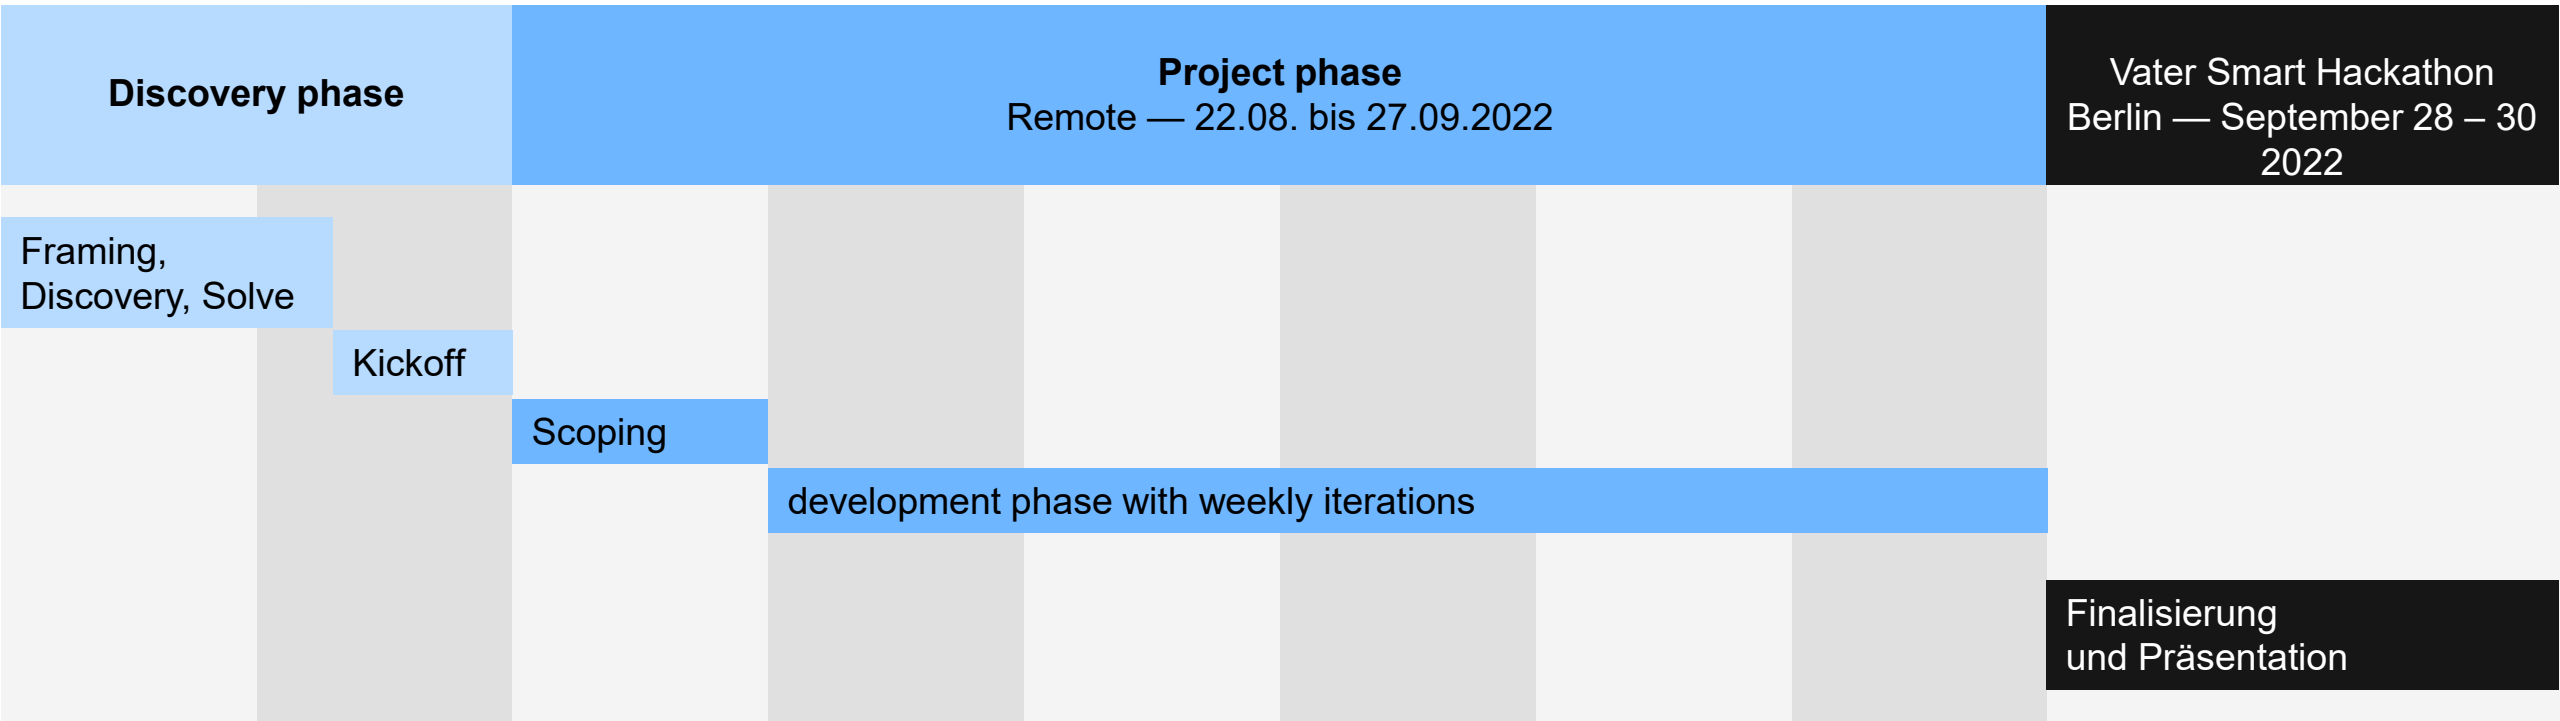 Discovery phase
Project phase
Remote — 22.08. bis 27.09.2022
Vater Smart Hackathon
Berlin — September 28 – 30
2022
Framing,
Discovery, Solve
Kickoff
Scoping
development phase with weekly iterations
Finalisierung
und Präsentation